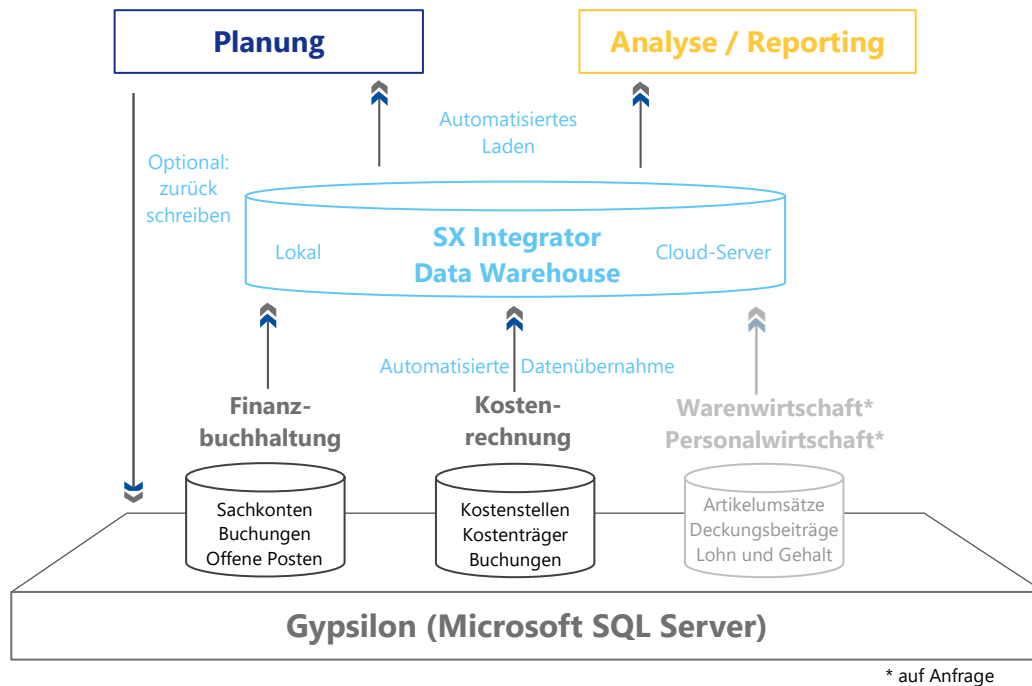 Planung
Analyse / Reporting
Automatisiertes
Laden
Optional:
zurück
schreiben
Lokal
SX Integrator
Data Warehouse
Cloud-Server
Automatisierte Datenübernahme
Finanz-
buchhaltung
Kosten-
rechnung
Warenwirtschaft*
Personalwirtschaft*
Sachkonten
Buchungen
Offene Posten
Kostenstellen
Kostenträger
Buchungen
Artikelumsätze
Deckungsbeiträge
Lohn und Gehalt
Gypsilon (Microsoft SQL Server)
* auf Anfrage